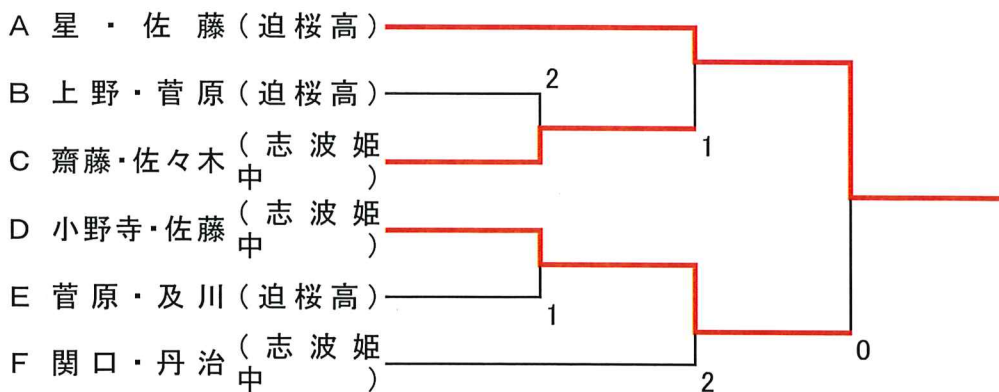 A 星・佐藤(迫桜高)
2
B 上野・菅原(迫桜高)
1
C 齋藤・佐々木(志波姫
中)
D 小野寺・佐藤(志波姫
中)
E 菅原・及川(迫桜高)
1
0
F 関口・丹治(志波姫
中)
2